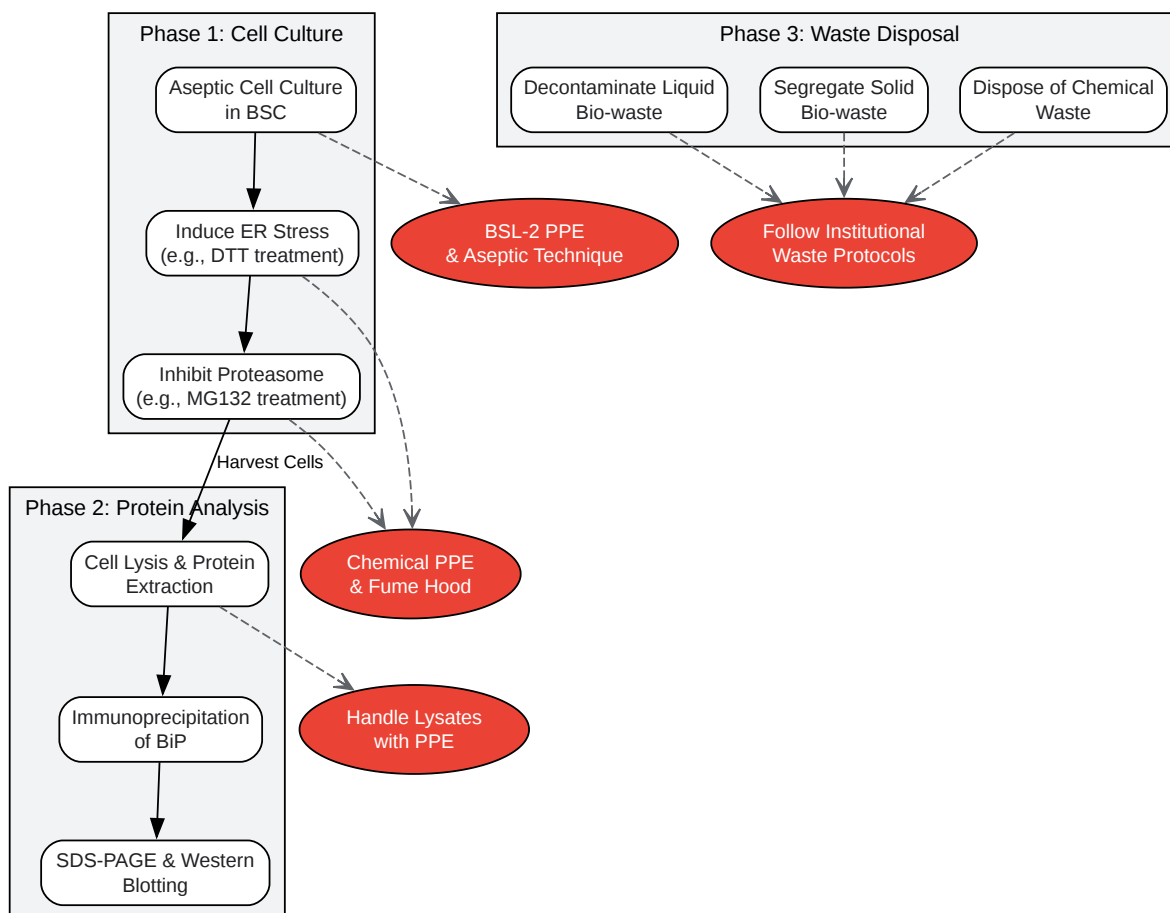 Phase 1: Cell Culture
Aseptic Cell Culture
in BSC
Induce ER Stress
(e.g., DTT treatment)
Inhibit Proteasome
(e.g., MG132 treatment)
Harvest Cells
Phase 3: Waste Disposal
Decontaminate Liquid
Bio-waste
Segregate Solid
Bio-waste
Dispose of Chemical
Waste
BSL-2 PPE
& Aseptic Technique
Follow Institutional
Waste Protocols
Phase 2: Protein Analysis
Cell Lysis & Protein
Extraction
Chemical PPE
& Fume Hood
Immunoprecipitation
of BiP
Handle Lysates
with PPE
SDS-PAGE & Western
Blotting